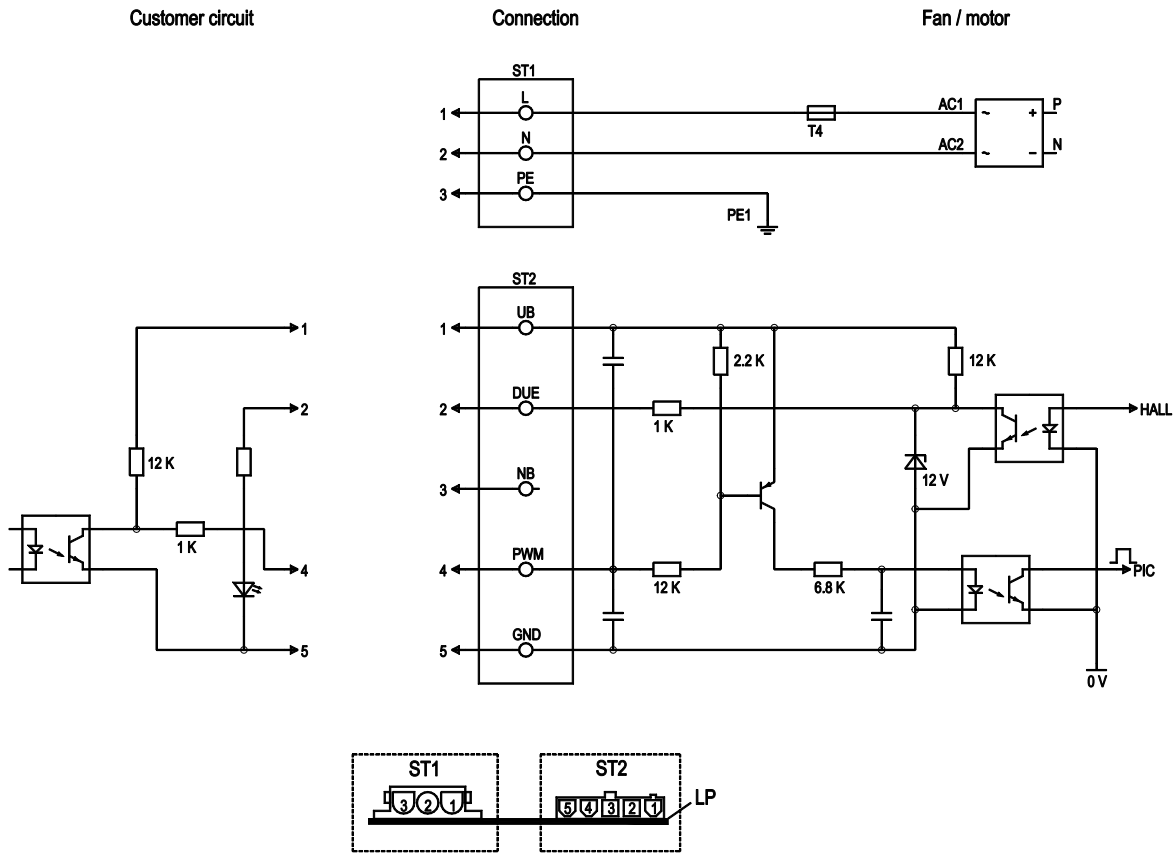 Customer circuit
Connection
Fan / motor
ST1
L
1
AC1
~
+
P
T4
N
2
AC2
~
−
N
PE
3
PE1
ST2
UB
1
1
2.2 K
12 K
DUE
2
2
1 K
HALL
12 K
NB
3
12 V
1 K
PWM
4
4
12 K
6.8 K
PIC
GND
5
5
0 V
ST1
ST2
3 2 1
5 4 3 2 1
LP